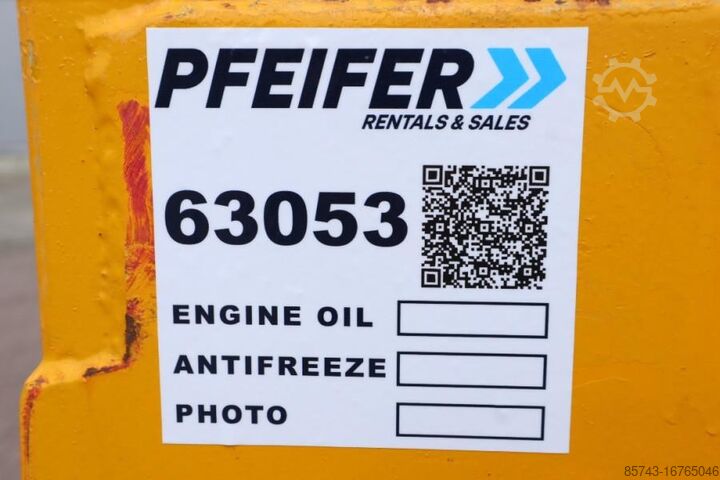 PFEIFER
RENTALS & SALES
63053
ENGINE OIL
ANTIFREEZE
PHOTO
85743-16765046